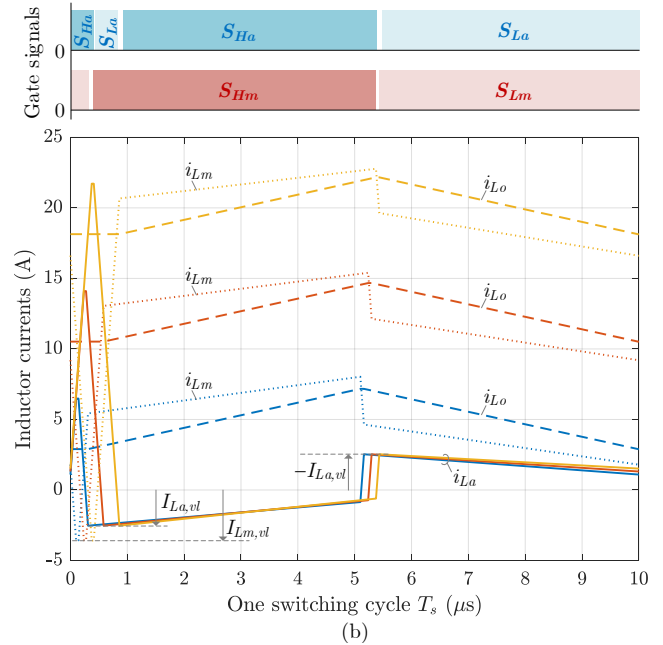 Gate signals
0
S_Ha
S_La
S_Ha
S_La
0
S_Hm
S_Lm
Inductor currents (A)
25
20
15
10
5
0
-5
i_Lm
i_Lo
i_Lm
i_Lo
i_Lm
i_Lo
−I_La,vl
i_La
I_La,vl
I_Lm,vl
0 1 2 3 4 5 6 7 8 9 10
One switching cycle T_s (μs)
(b)